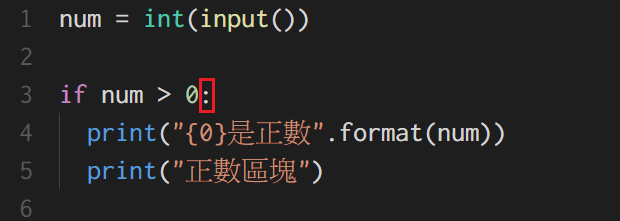 1 num = int(input())
2
3 if num > 0:
4 print("{0}是正數".format(num))
5 print("正數區塊")
6